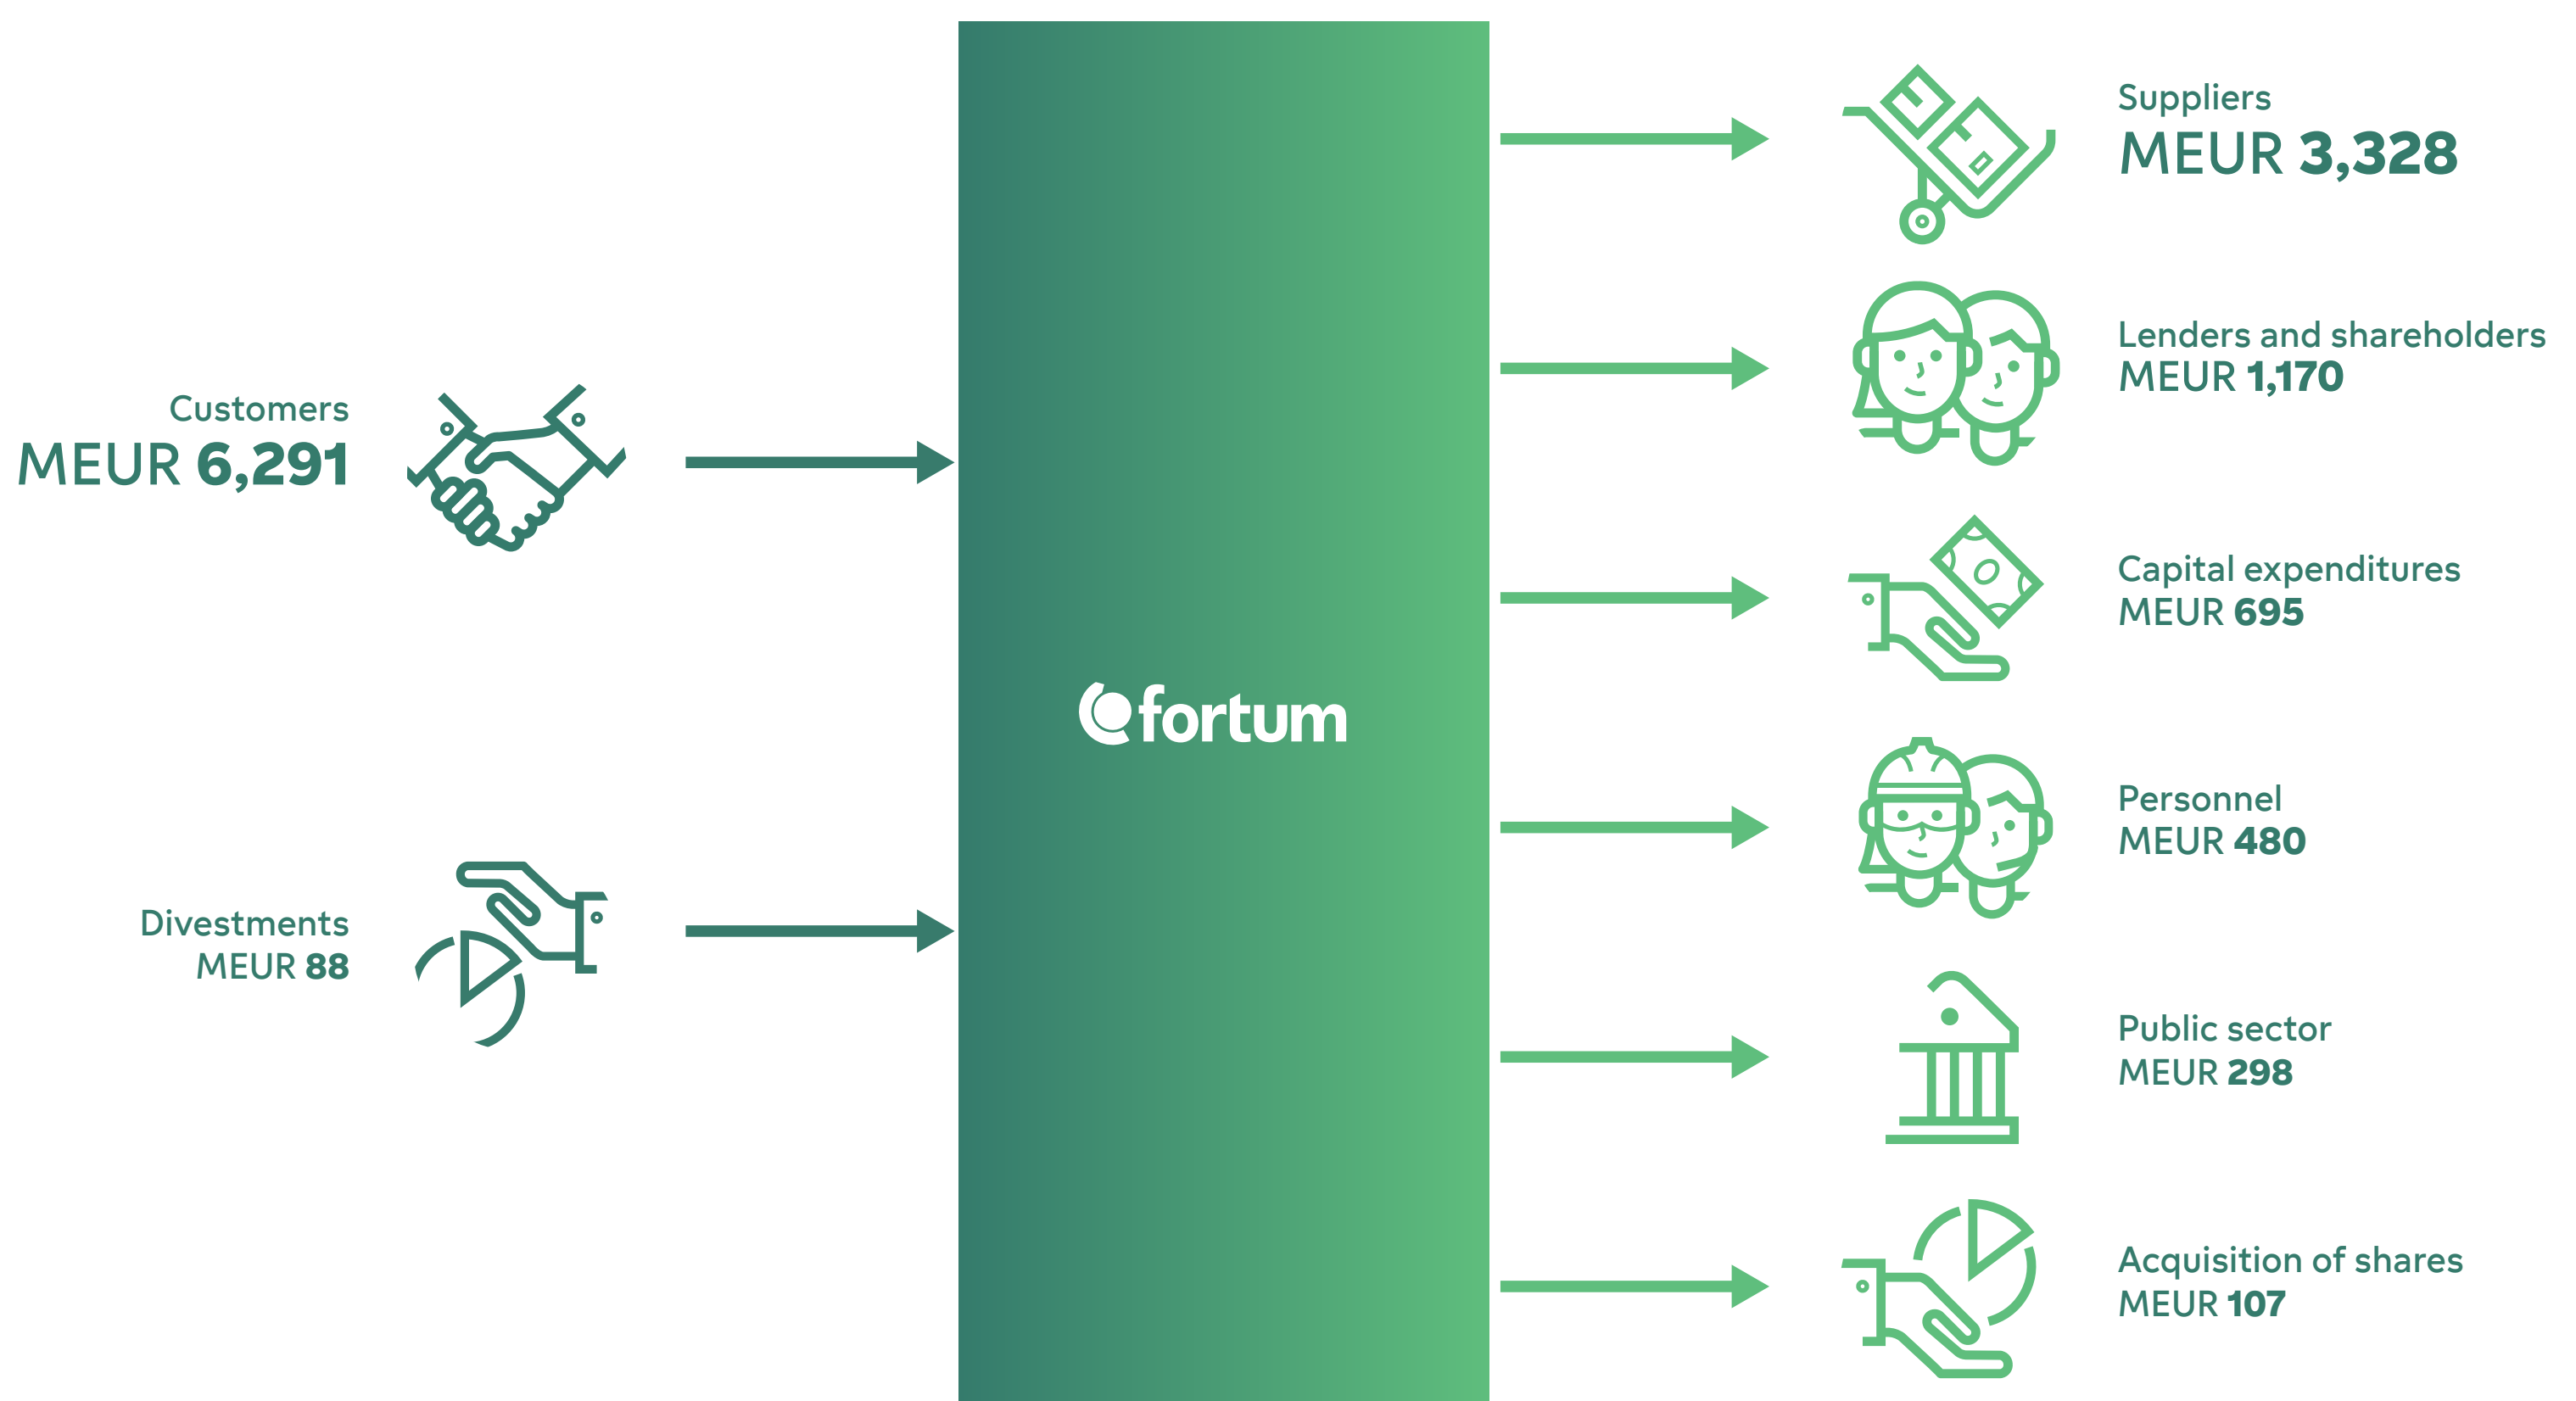 Customers
MEUR 6,291
Divestments
MEUR 88
fortum
Suppliers
MEUR 3,328
Lenders and shareholders
MEUR 1,170
Capital expenditures
MEUR 695
Personnel
MEUR 480
Public sector
MEUR 298
Acquisition of shares
MEUR 107